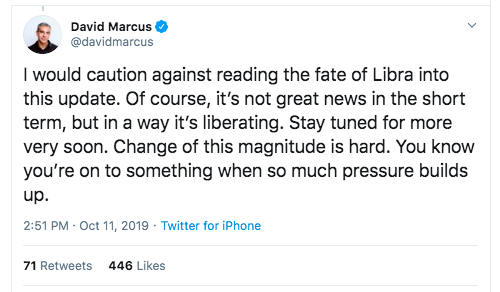 David Marcus
@davidmarcus
I would caution against reading the fate of Libra into
this update. Of course, it's not great news in the short
term, but in a way it's liberating. Stay tuned for more
very soon. Change of this magnitude is hard. You know
you're on to something when so much pressure builds
up.
2:51 PM · Oct 11, 2019 · Twitter for iPhone
71 Retweets 446 Likes